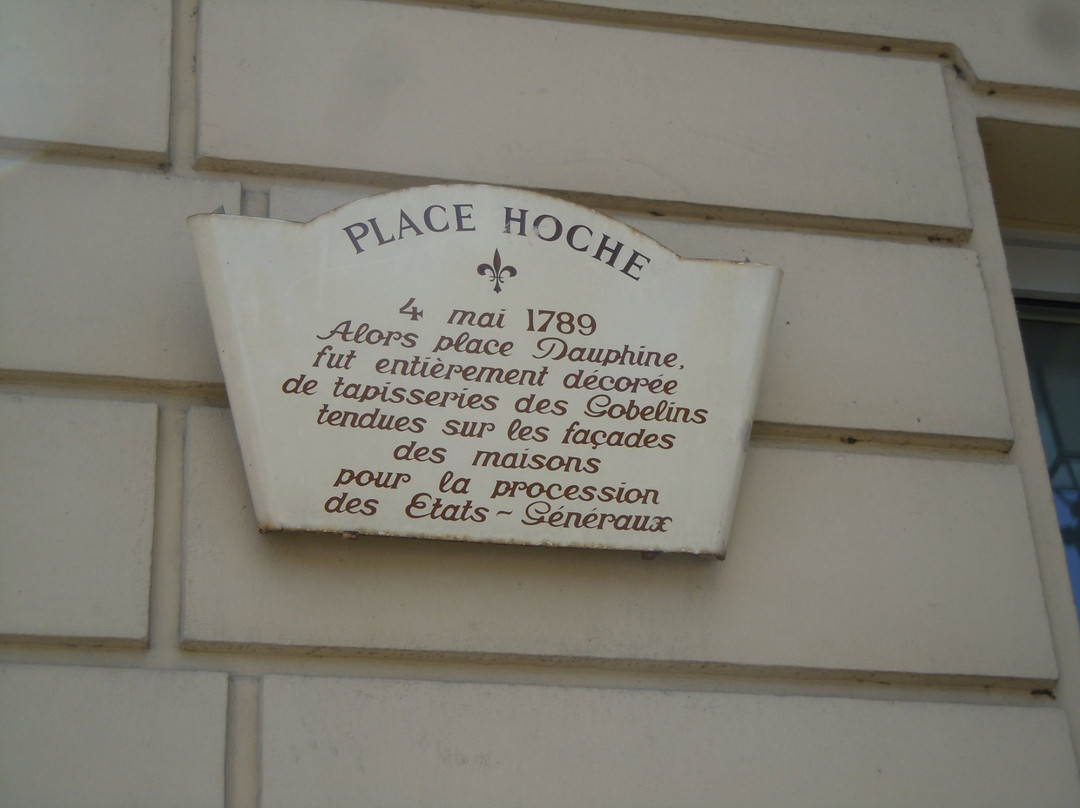 PLACE HOCHE
4 mai 1789
Alors place Dauphine,
fut entièrement décorée
de tapisseries des Gobelins
tendues sur les façades
des maisons
pour la procession
des Etats - Généraux